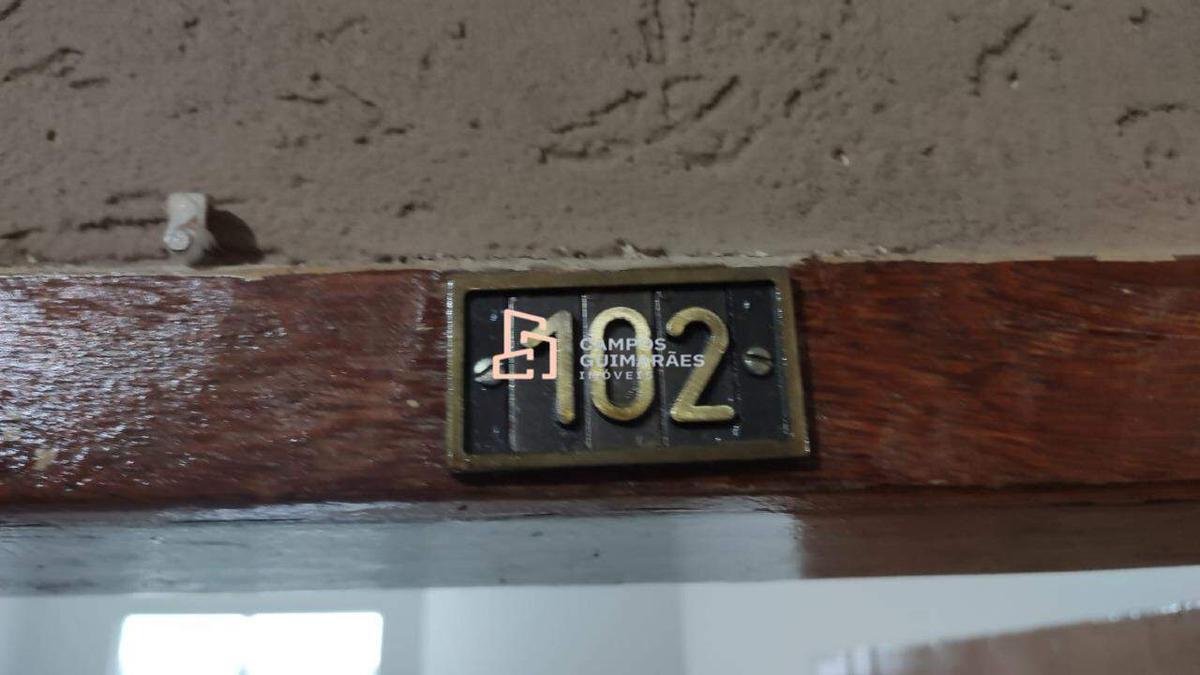 102
CAMPOS
GUIMARÃES
IMÓVEIS